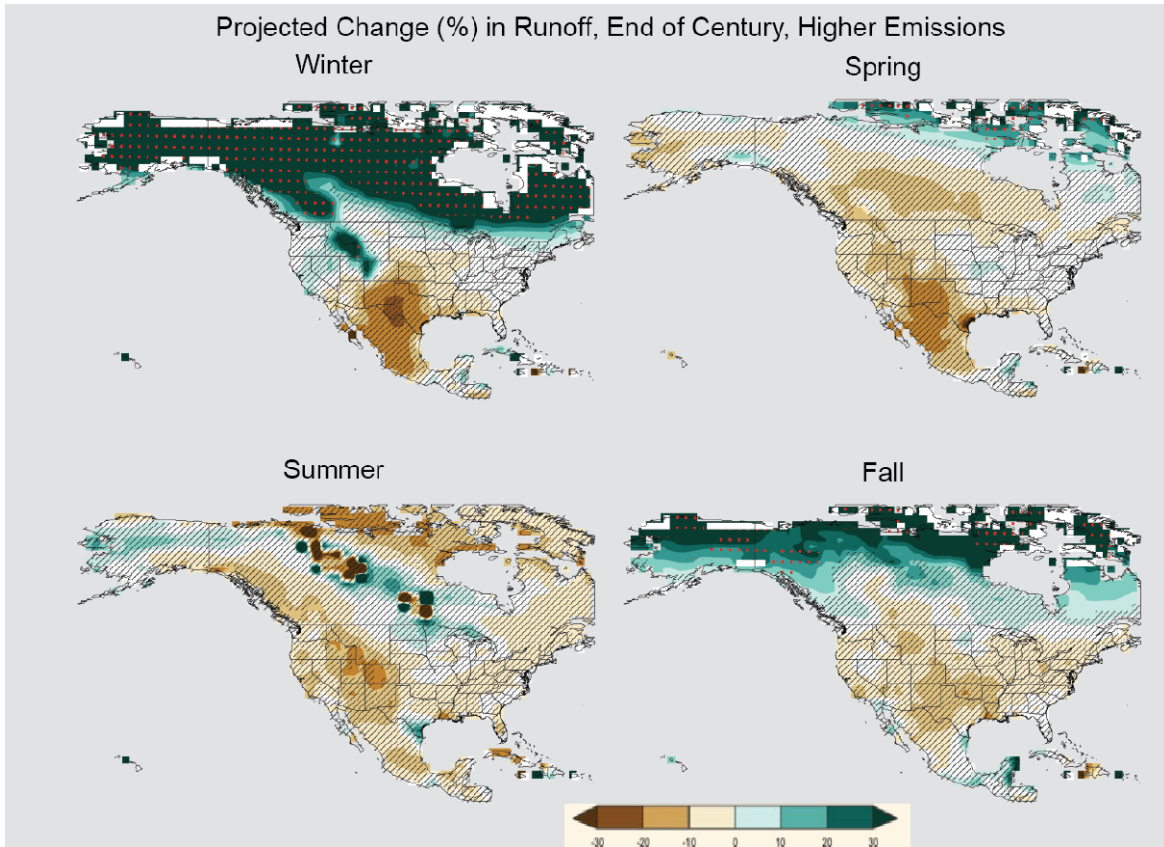 Projected Change (%) in Runoff, End of Century, Higher Emissions
Winter
Spring
Summer
Fall
-30 -20 -10 0 10 20 30